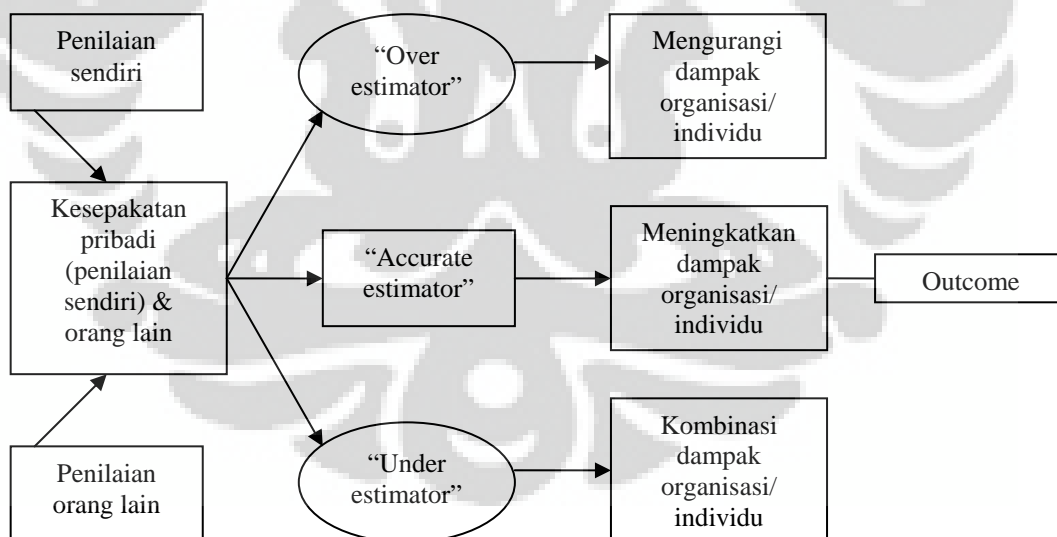 Penilaian
sendiri
Kesepakatan
pribadi
(penilaian
sendiri) &
orang lain
Penilaian
orang lain
“Over
estimator”
“Accurate
estimator”
“Under
estimator”
Mengurangi
dampak
organisasi/
individu
Meningkatkan
dampak
organisasi/
individu
Kombinasi
dampak
organisasi/
individu
Outcome